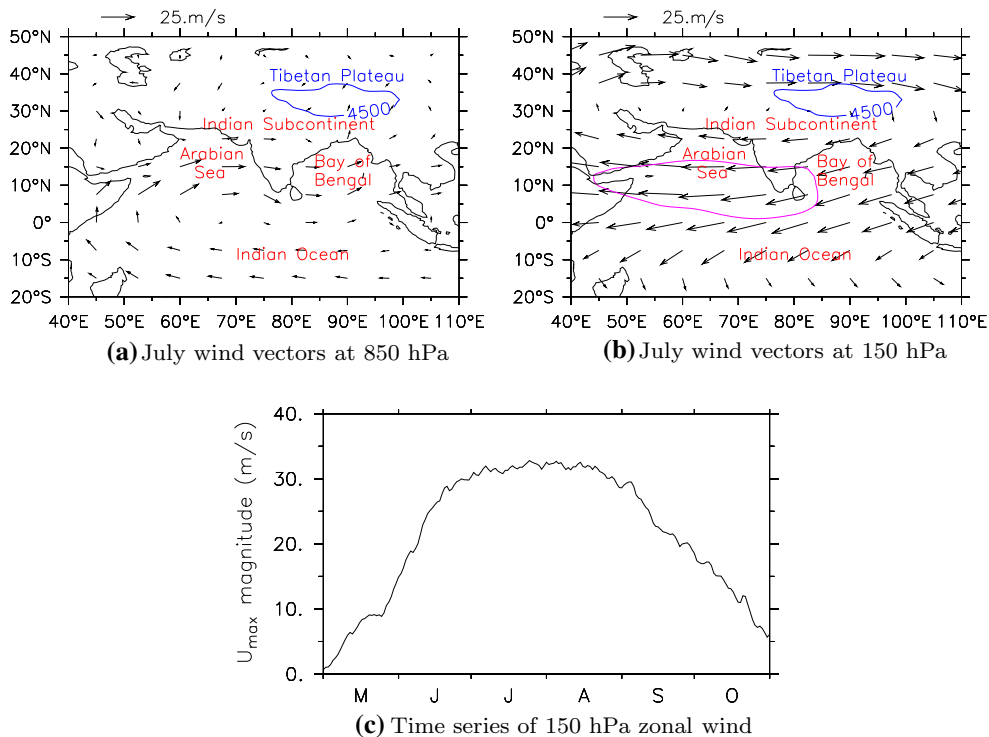 25.m/s
50°N
40°N
30°N
20°N
10°N
0°
10°S
20°S
40°E 50°E 60°E 70°E 80°E 90°E 100°E 110°E
Tibetan Plateau
4500
Indian Subcontinent
Arabian
Sea
Bay of
Bengal
Indian Ocean
(a) July wind vectors at 850 hPa
25.m/s
50°N
40°N
30°N
20°N
10°N
0°
10°S
20°S
40°E 50°E 60°E 70°E 80°E 90°E 100°E 110°E
Tibetan Plateau
4500
Indian Subcontinent
Arabian
Sea
Bay of
Bengal
Indian Ocean
(b) July wind vectors at 150 hPa
Umax magnitude (m/s)
40.
30.
20.
10.
0.
M J J A S O
(c) Time series of 150 hPa zonal wind